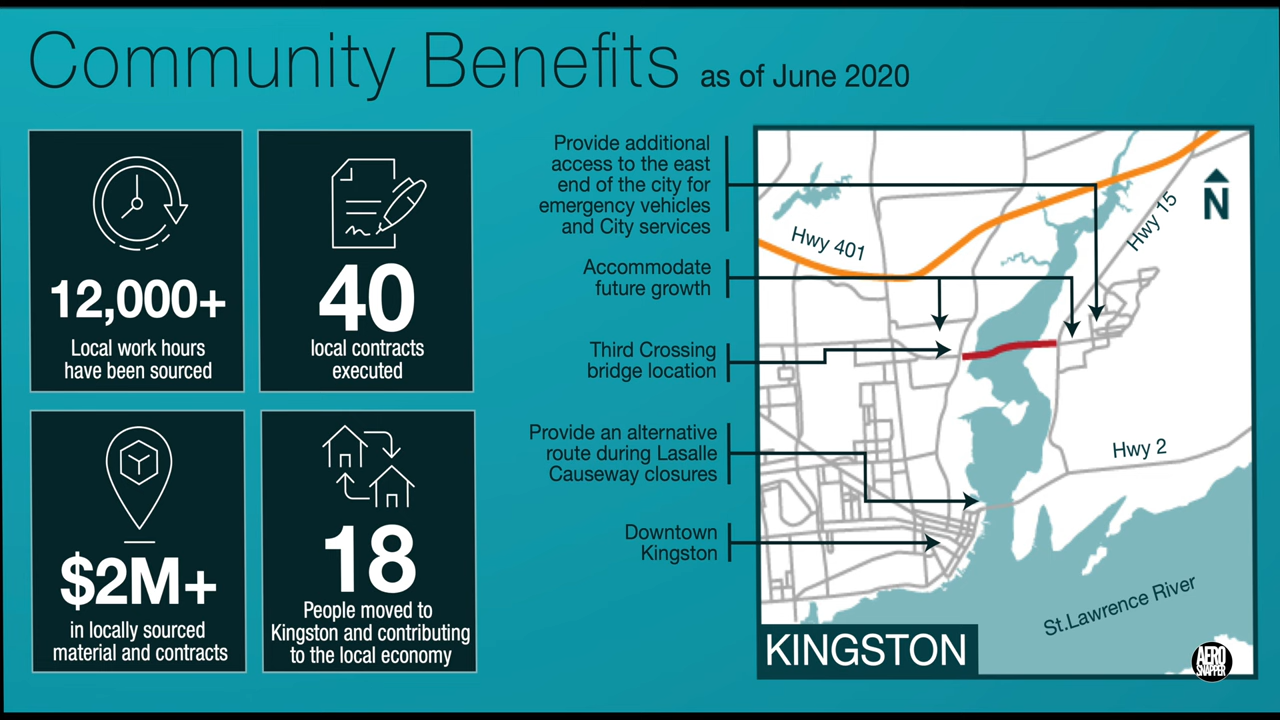 Community Benefits as of June 2020
12,000+
Local work hours
have been sourced
40
local contracts
executed
$2M+
in locally sourced
material and contracts
18
People moved to
Kingston and contributing
to the local economy
Provide additional
access to the east
end of the city for
emergency vehicles
and City services
Accommodate
future growth
Third Crossing
bridge location
Provide an alternative
route during Lasalle
Causeway closures
Downtown
Kingston
N
Hwy 15
Hwy 401
Hwy 2
St.Lawrence River
KINGSTON
AERO
SNAPPER